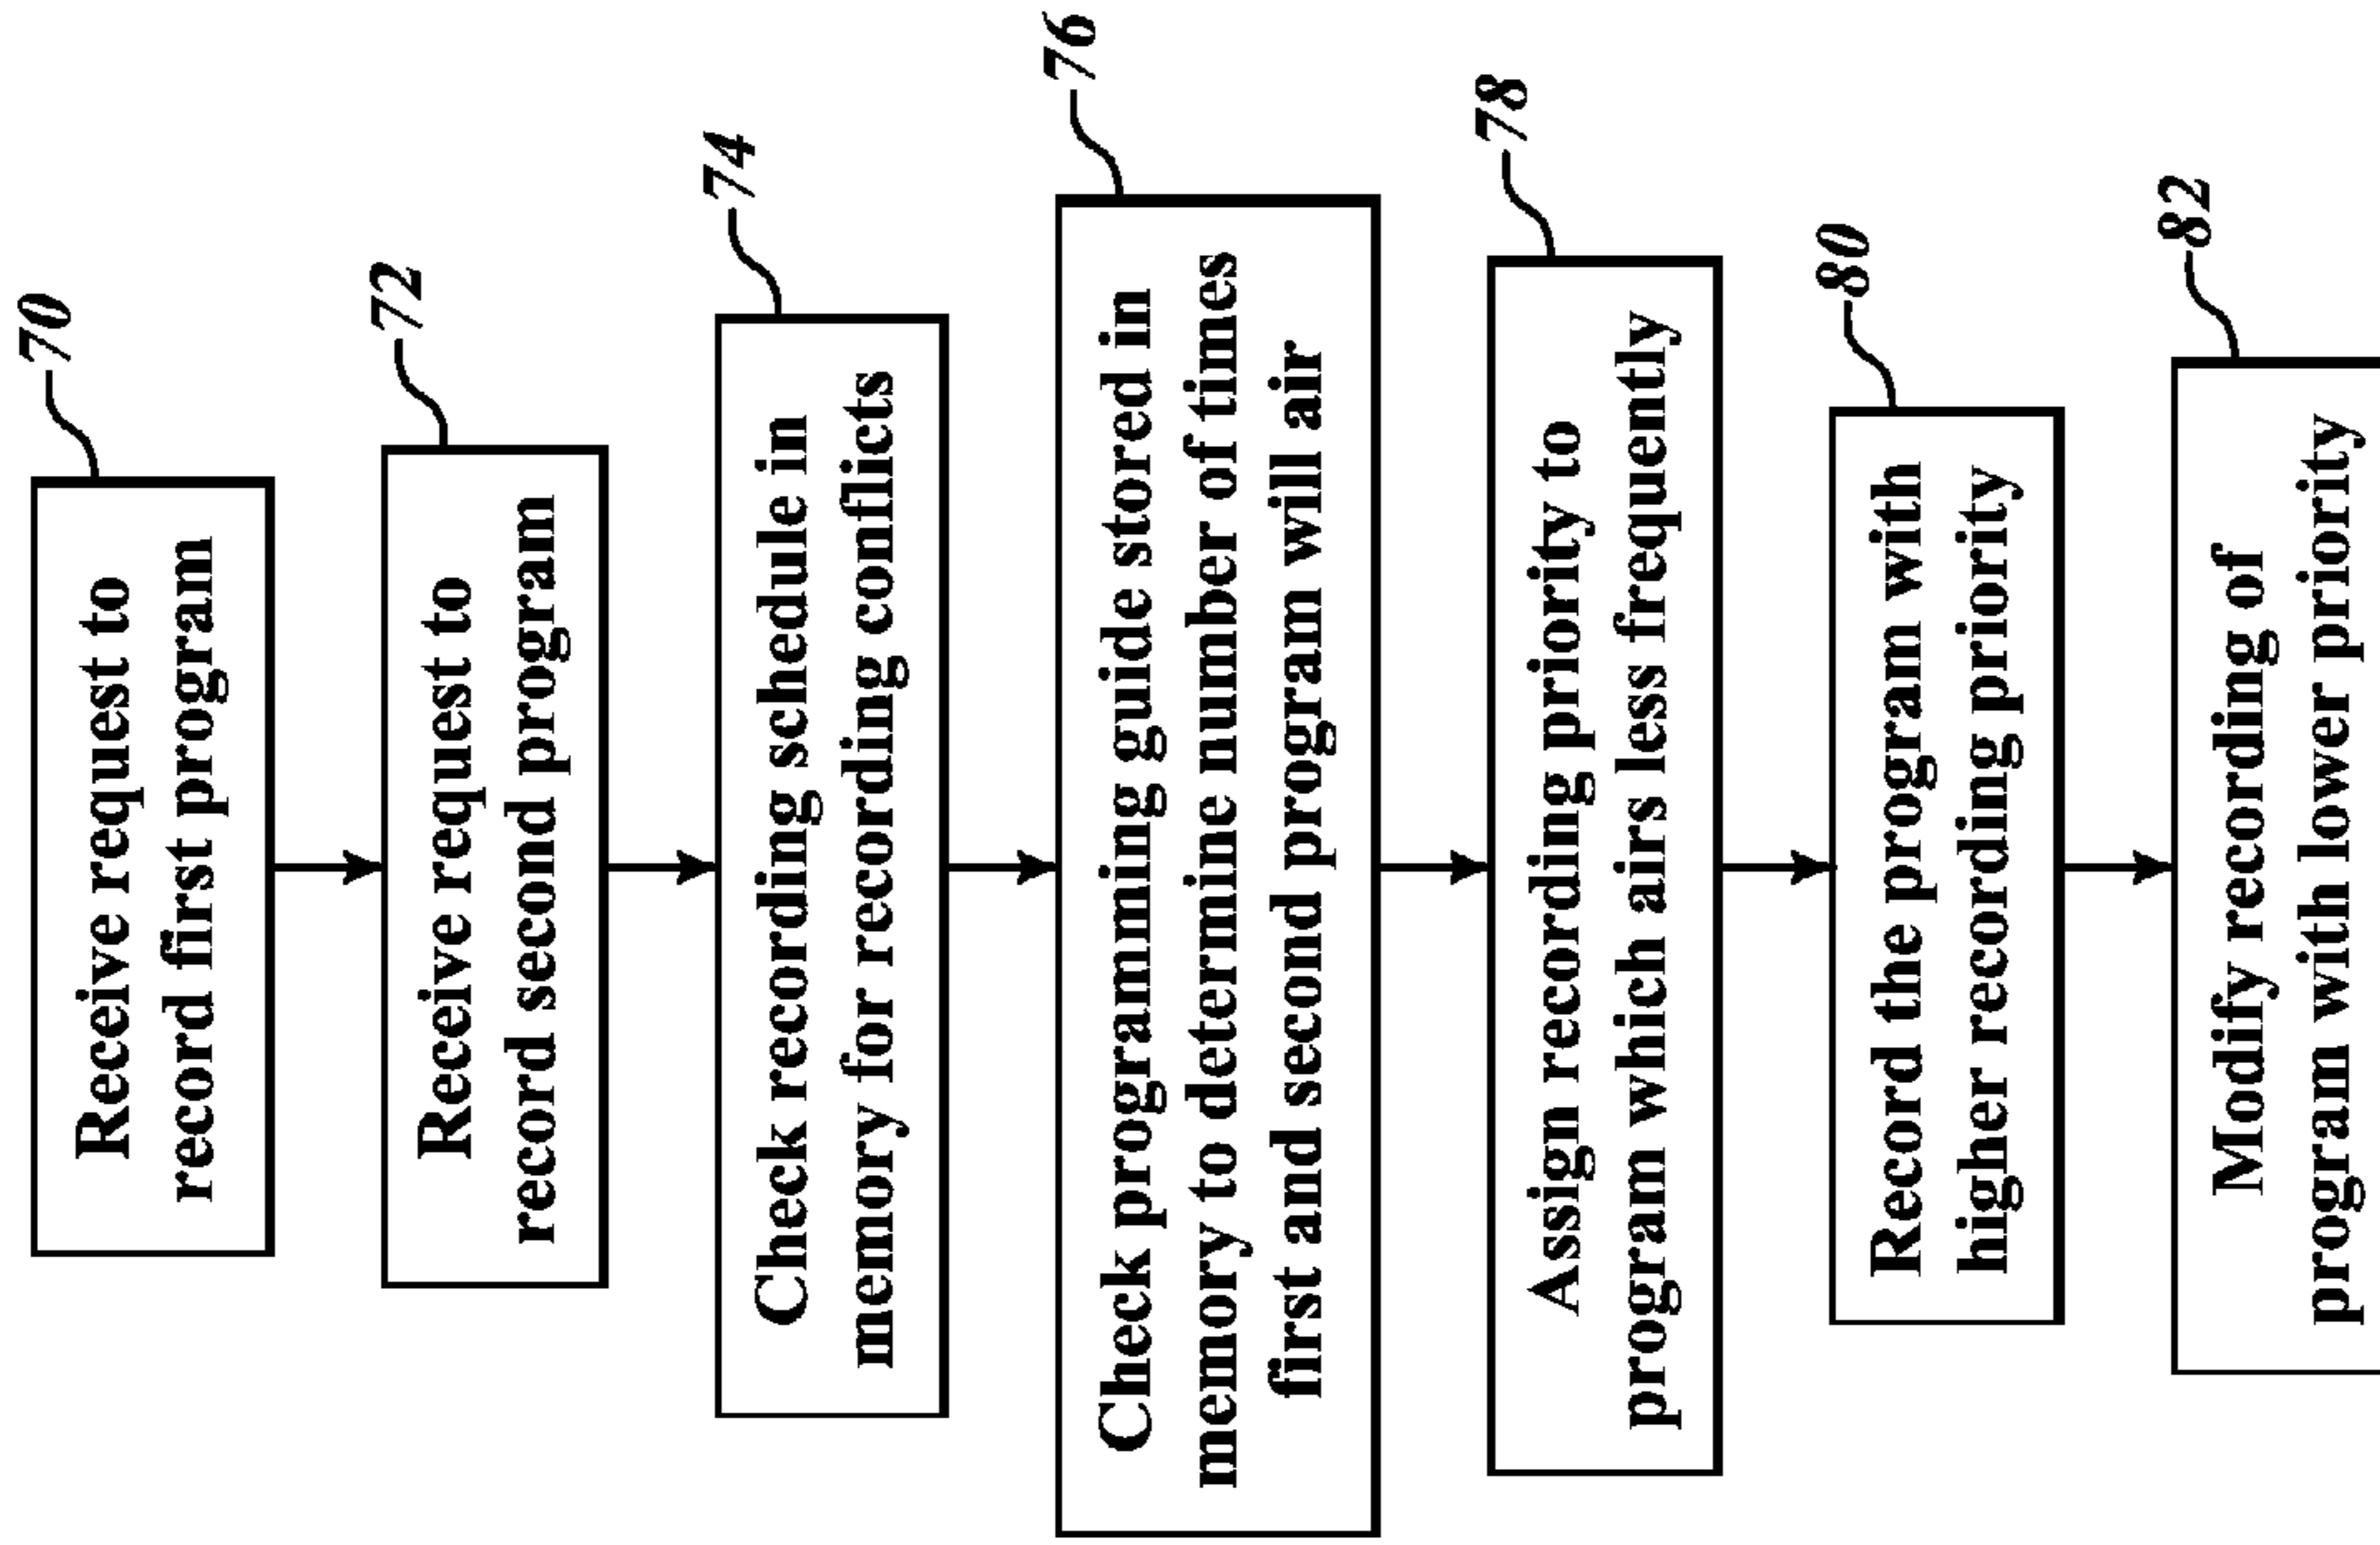 70
Receive request to
record first program
72
Receive request to
record second program
74
Check recording schedule in
memory for recording conflicts
76
Check programming guide stored in
memory to determine number of times
first and second program will air
78
Assign recording priority to
program which airs less frequently
80
Record the program with
higher recording priority
82
Modify recording of
program with lower priority